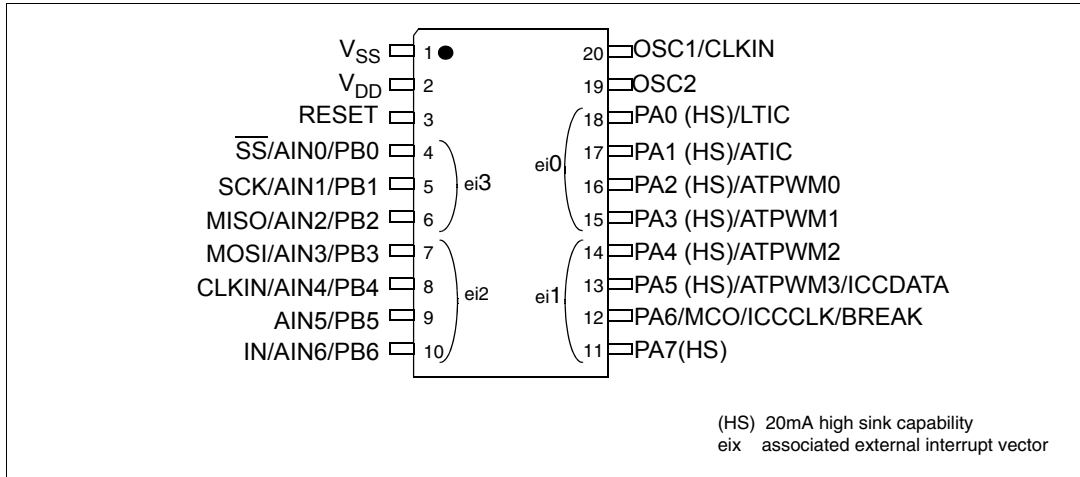 V_SS 1 20 OSC1/CLKIN
V_DD 2 19 OSC2
RESET 3 18 PA0 (HS)/LTIC
S̅S̅/AIN0/PB0 4 17 PA1 (HS)/ATIC
SCK/AIN1/PB1 5 ei3 ei0 16 PA2 (HS)/ATPWM0
MISO/AIN2/PB2 6 15 PA3 (HS)/ATPWM1
MOSI/AIN3/PB3 7 14 PA4 (HS)/ATPWM2
CLKIN/AIN4/PB4 8 ei2 ei1 13 PA5 (HS)/ATPWM3/ICCDATA
AIN5/PB5 9 12 PA6/MCO/ICCCLK/BREAK
IN/AIN6/PB6 10 11 PA7(HS)
(HS) 20mA high sink capability
eix associated external interrupt vector